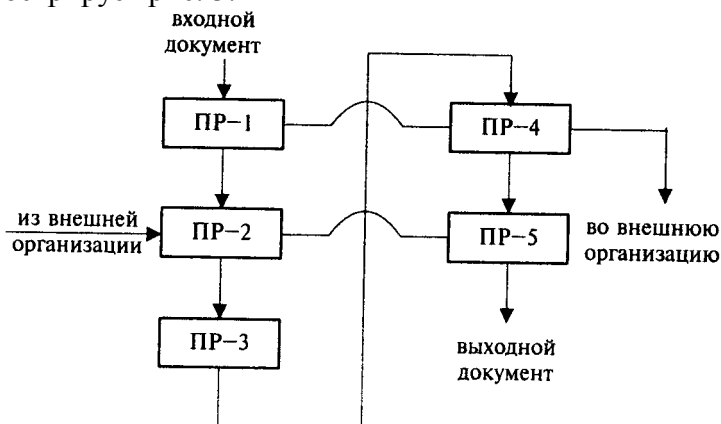 входной
документ
ПР–1
ПР–4
из внешней
организации
ПР–2
ПР–5
во внешнюю
организацию
ПР–3
выходной
документ